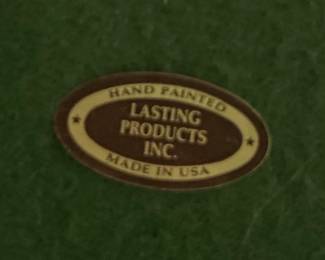 HAND PAINTED
LASTING
PRODUCTS
INC.
MADE IN USA